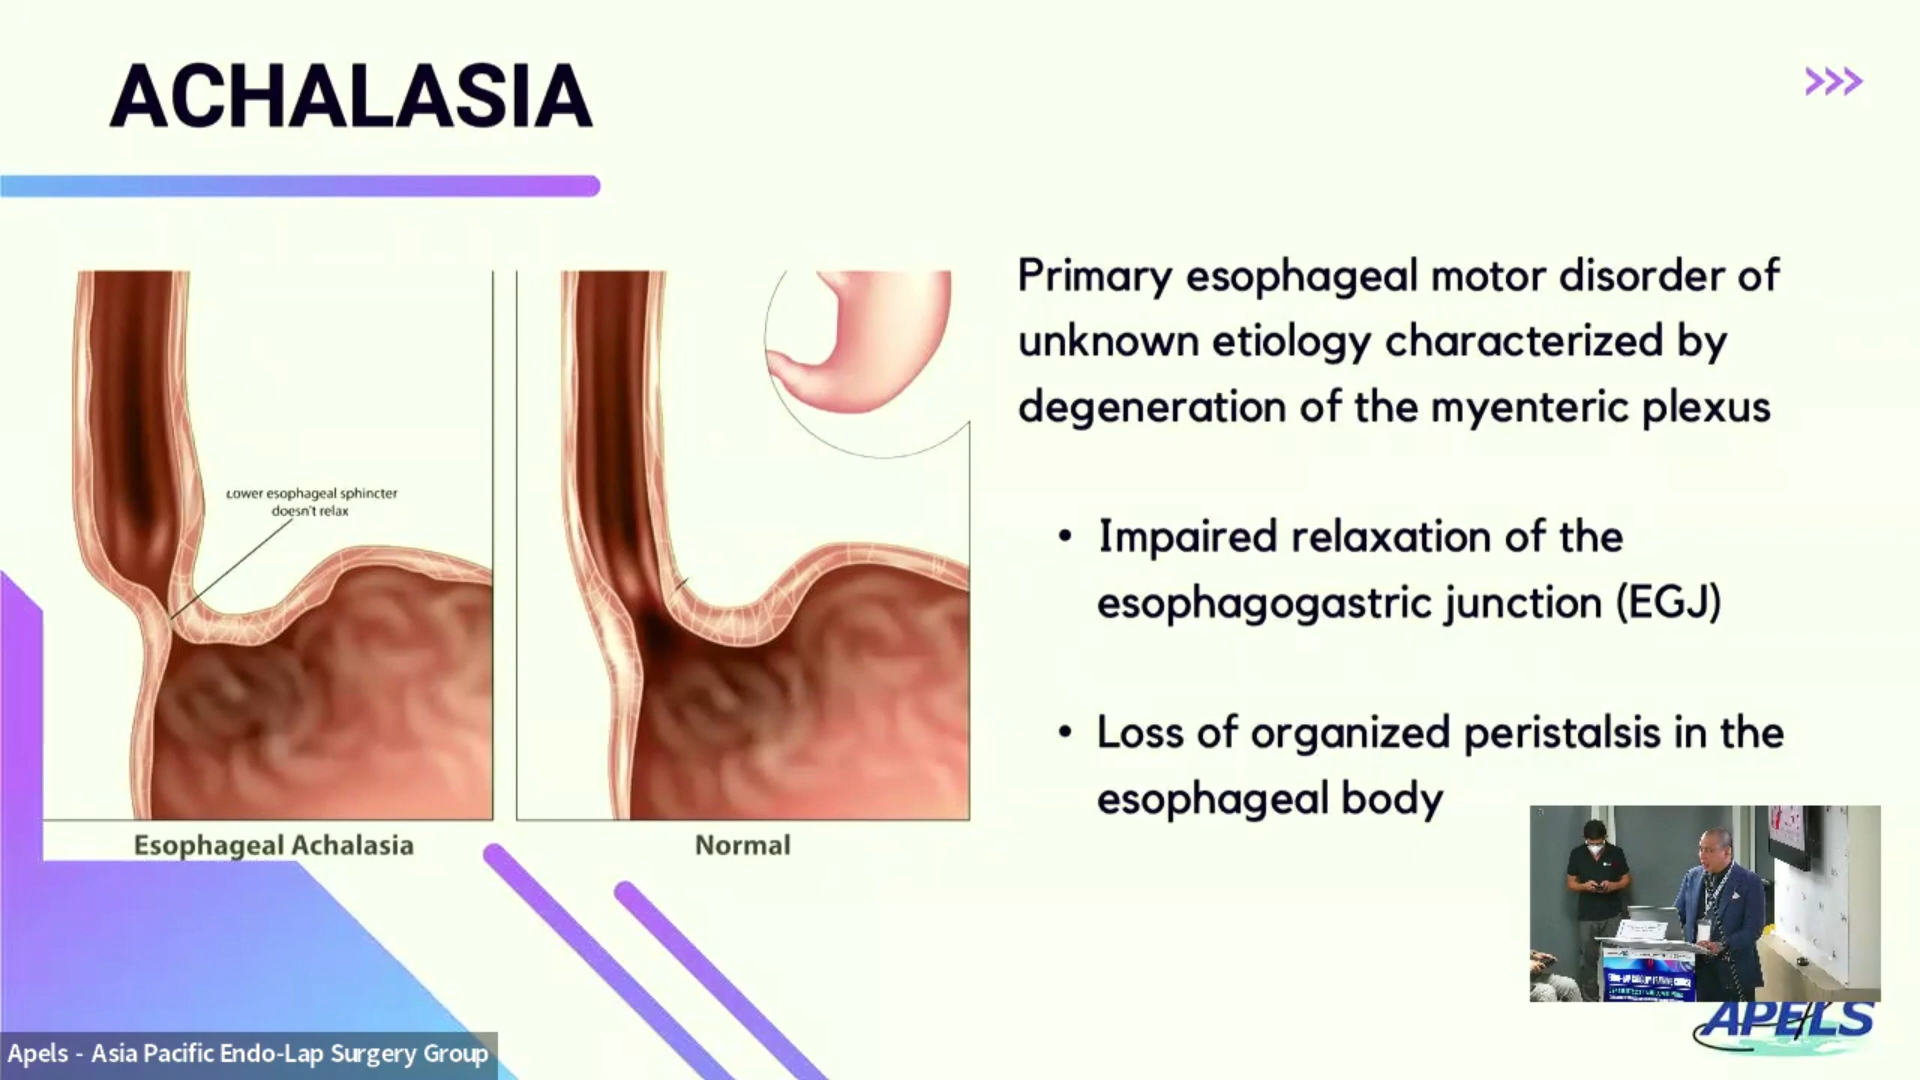 ACHALASIA
Primary esophageal motor disorder of
unknown etiology characterized by
degeneration of the myenteric plexus
• Impaired relaxation of the
esophagogastric junction (EGJ)
• Loss of organized peristalsis in the
esophageal body
Lower esophageal sphincter
doesn't relax
Esophageal Achalasia
Normal
APELS
Apels - Asia Pacific Endo-Lap Surgery Group